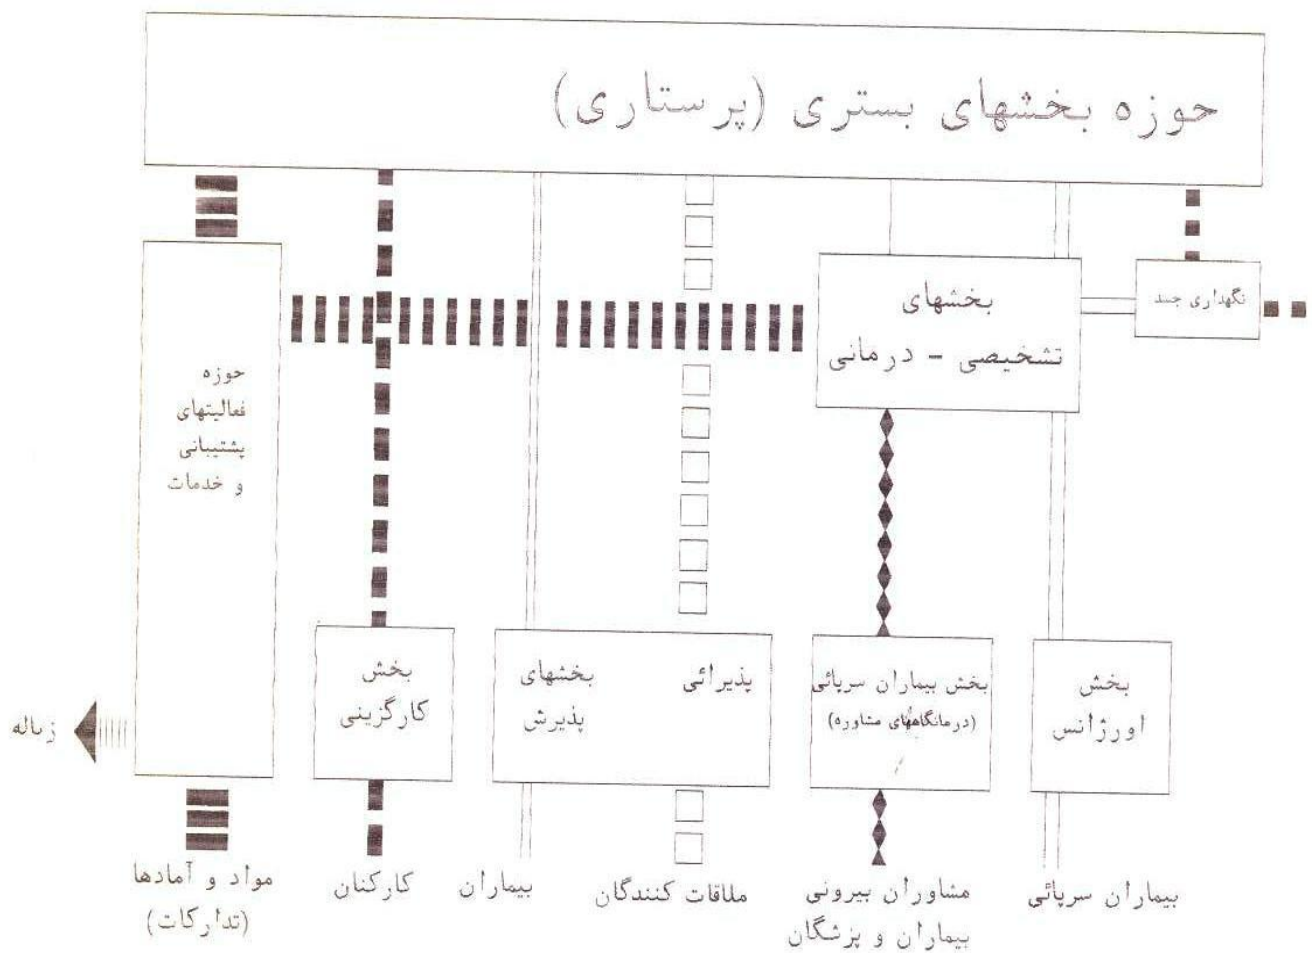 حوزه بخشهای بستری (پرستاری)
نگهداری جسد
بخشهای
تشخیصی - درمانی
حوزه
فعالیتهای
پشتیبانی
و خدمات
بخش
اورژانس
بخش بیماران سرپائی
(درمانگاههای مشاوره)
پذیرائی
بخشهای
پذیرش
بخش
کارگزینی
زباله
بیماران سرپائی
مشاوران بیرونی
بیماران و پزشگان
ملاقات کنندگان
بیماران
کارکنان
مواد و آمادها
(تدارکات)